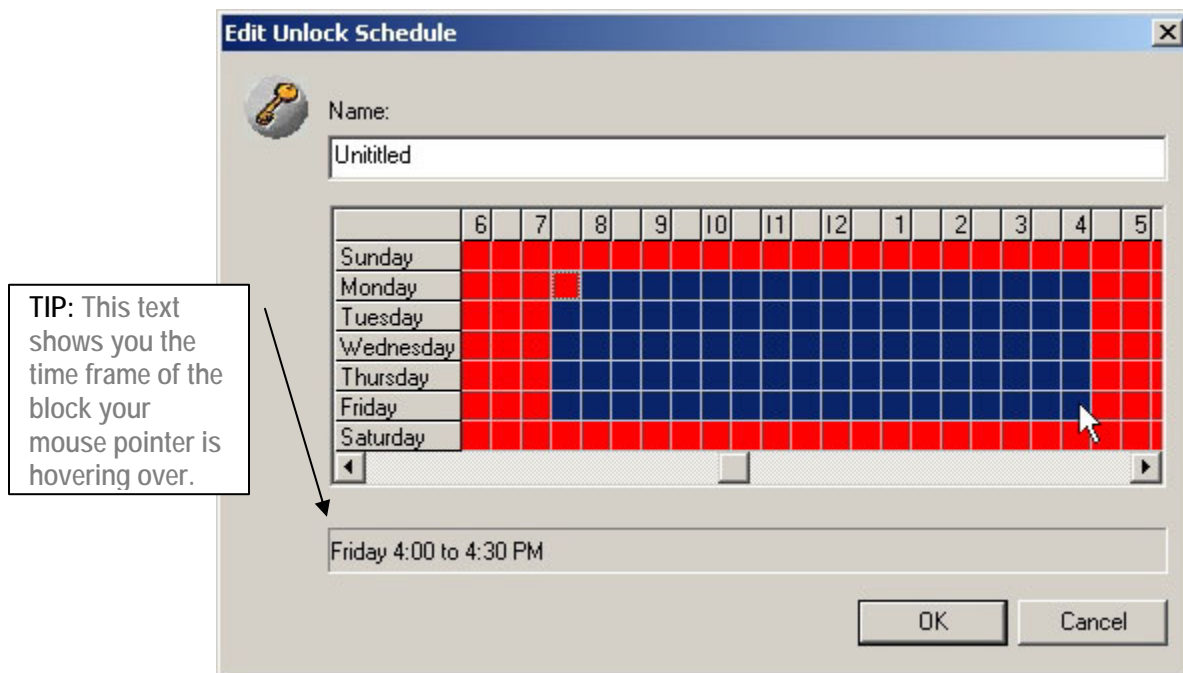 Edit Unlock Schedule
Name:
Unititled
6 7 8 9 10 11 12 1 2 3 4 5
Sunday
Monday
Tuesday
Wednesday
Thursday
Friday
Saturday
TIP: This text
shows you the
time frame of the
block your
mouse pointer is
hovering over.
Friday 4:00 to 4:30 PM
OK Cancel